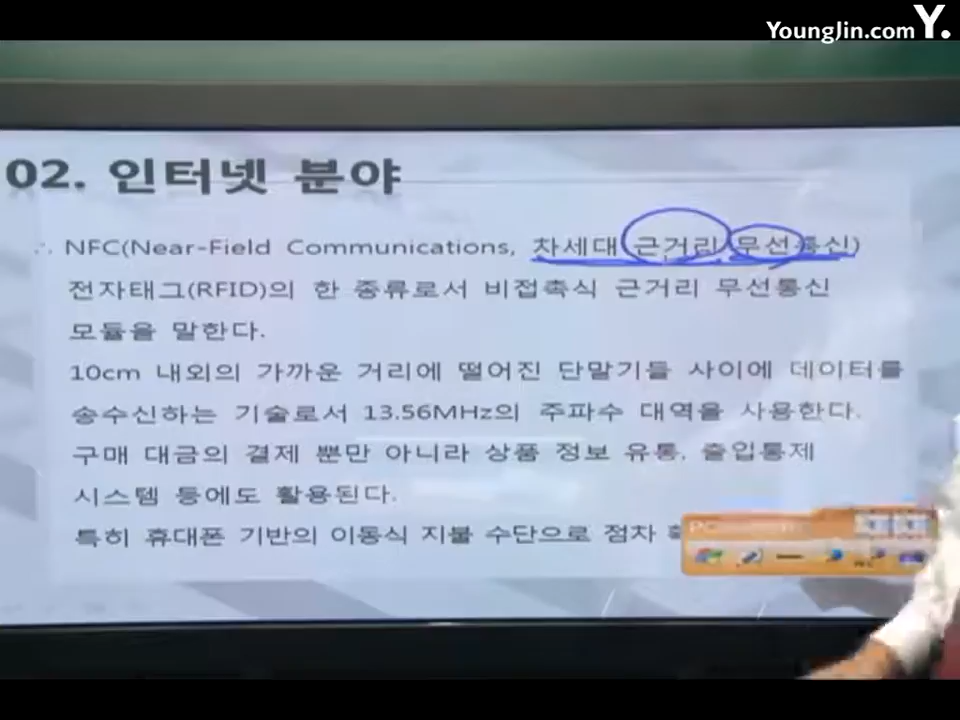 YoungJin.com Y.
02. 인터넷 분야
∴ NFC(Near-Field Communications, 차세대 근거리 무선통신)
전자태그(RFID)의 한 종류로서 비접촉식 근거리 무선통신
모듈을 말한다.
10cm 내외의 가까운 거리에 떨어진 단말기들 사이에 데이터를
송수신하는 기술로서 13.56MHz의 주파수 대역을 사용한다.
구매 대금의 결제 뿐만 아니라 상품 정보 유통, 출입통제
시스템 등에도 활용된다.
특히 휴대폰 기반의 이동식 지불 수단으로 점차